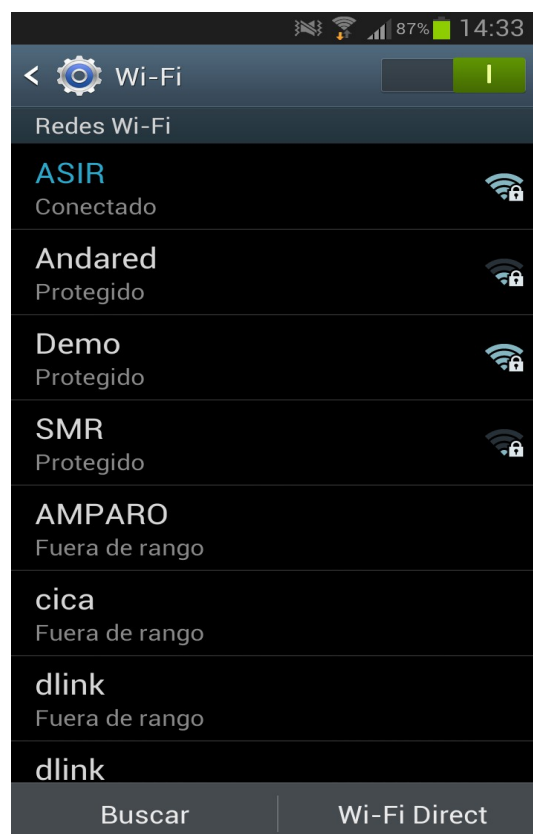 87% 14:33
Wi-Fi
Redes Wi-Fi
ASIR
Conectado
Andared
Protegido
Demo
Protegido
SMR
Protegido
AMPARO
Fuera de rango
cica
Fuera de rango
dlink
Fuera de rango
dlink
Buscar Wi-Fi Direct